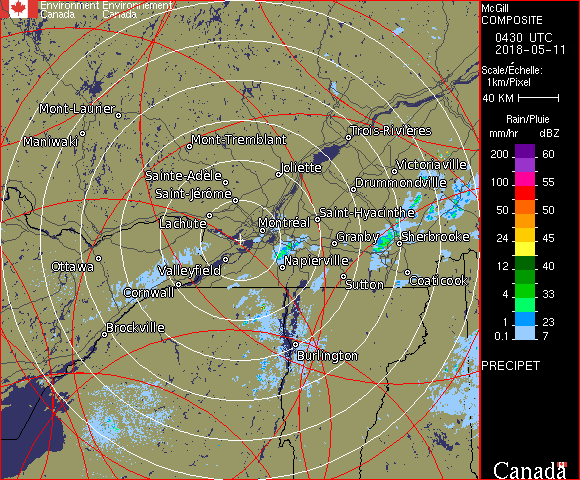 Environment Environnement
Canada Canada
McGill
COMPOSITE
0430 UTC
2018-05-11
Scale/Échelle:
1km/Pixel
40 KM
Rain/Pluie
mm/hr dBZ
200 60
100 55
50 50
24 45
12 40
4 33
1 23
0.1 7
PRECIPET
Canada
Mont-Laurier
Maniwaki
Mont-Tremblant
Trois-Rivières
Sainte-Adèle
Joliette
Victoriaville
Saint-Jérôme
Drummondville
Lachute
Montréal
Saint-Hyacinthe
Granby
Sherbrooke
Ottawa
Valleyfield
Napierville
Cornwall
Sutton
Coaticook
Brockville
Burlington